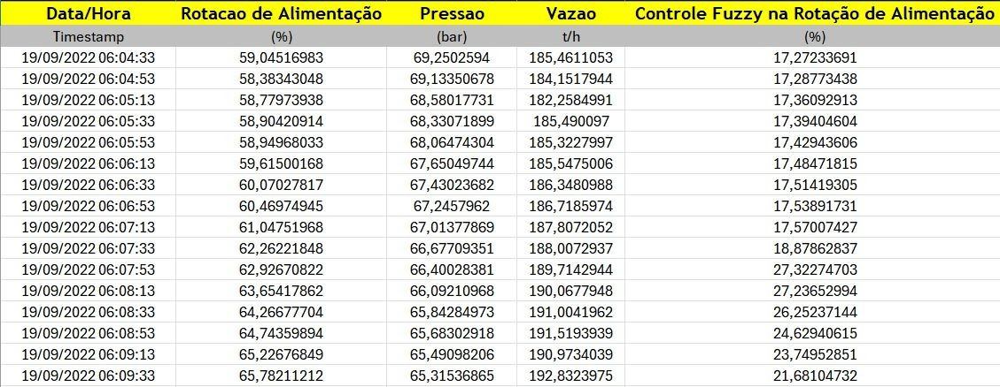 Data/Hora Rotacao de Alimentação Pressao Vazao Controle Fuzzy na Rotação de Alimentação
Timestamp (%) (bar) t/h (%)
19/09/2022 06:04:33 59,04516983 69,2502594 185,4611053 17,27233691
19/09/2022 06:04:53 58,38343048 69,13350678 184,1517944 17,28773438
19/09/2022 06:05:13 58,77973938 68,58017731 182,2584991 17,36092913
19/09/2022 06:05:33 58,90420914 68,33071899 185,490097 17,39404604
19/09/2022 06:05:53 58,94968033 68,06474304 185,3227997 17,42943606
19/09/2022 06:06:13 59,61500168 67,65049744 185,5475006 17,48471815
19/09/2022 06:06:33 60,07027817 67,43023682 186,3480988 17,51419305
19/09/2022 06:06:53 60,46974945 67,2457962 186,7185974 17,53891731
19/09/2022 06:07:13 61,04751968 67,01377869 187,8072052 17,57007427
19/09/2022 06:07:33 62,26221848 66,67709351 188,0072937 18,87862837
19/09/2022 06:07:53 62,92670822 66,40028381 189,7142944 27,32274703
19/09/2022 06:08:13 63,65417862 66,09210968 190,0677948 27,23652994
19/09/2022 06:08:33 64,26677704 65,84284973 191,0041962 26,25237144
19/09/2022 06:08:53 64,74359894 65,68302918 191,5193939 24,62940615
19/09/2022 06:09:13 65,22676849 65,49098206 190,9734039 23,74952851
19/09/2022 06:09:33 65,78211212 65,31536865 192,8323975 21,68104732